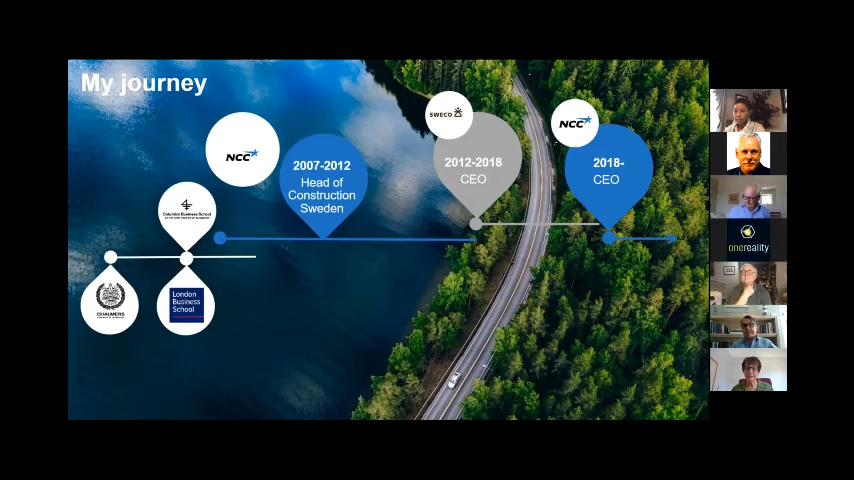 My journey
NCC
2007-2012
Head of
Construction
Sweden
SWECO
2012-2018
CEO
NCC
2018-
CEO
Columbia Business School
CHALMERS
London
Business
School
onereality